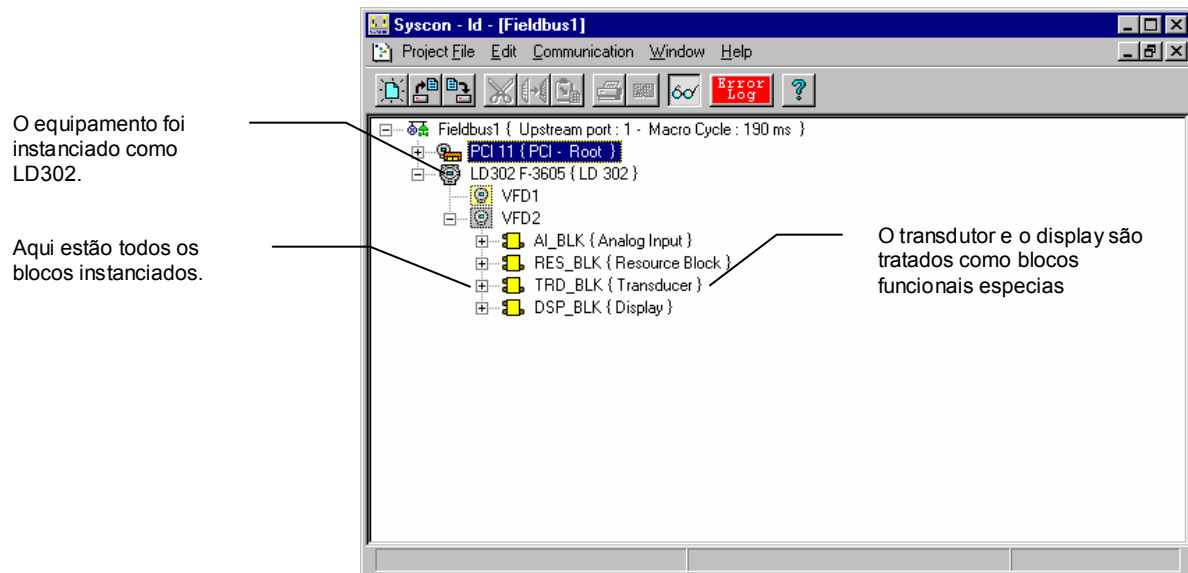 Syscon - Id - [Fieldbus1]
Project File Edit Communication Window Help
Error
Log
?
Fieldbus1 { Upstream port : 1 - Macro Cycle : 190 ms }
PCI 11 { PCI - Root }
LD302 F-3605 { LD 302 }
VFD1
VFD2
AI_BLK { Analog Input }
RES_BLK { Resource Block }
TRD_BLK { Transducer }
DSP_BLK { Display }
O equipamento foi
instanciado como
LD302.
Aqui estão todos os
blocos instanciados.
O transdutor e o display são
tratados como blocos
funcionais especias